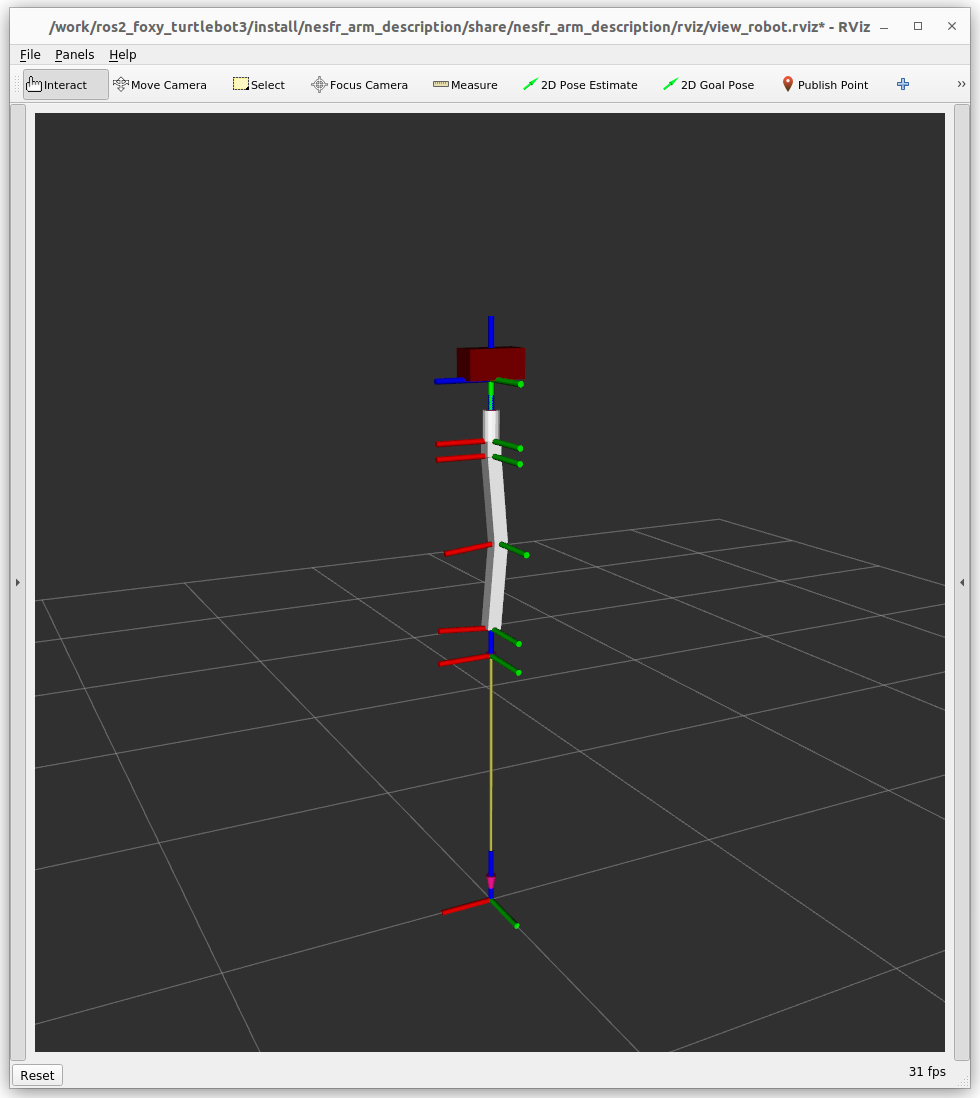 /work/ros2_foxy_turtlebot3/install/nesfr_arm_description/share/nesfr_arm_description/rviz/view_robot.rviz* - RViz
File Panels Help
Interact Move Camera Select Focus Camera Measure 2D Pose Estimate 2D Goal Pose Publish Point »
Reset 31 fps